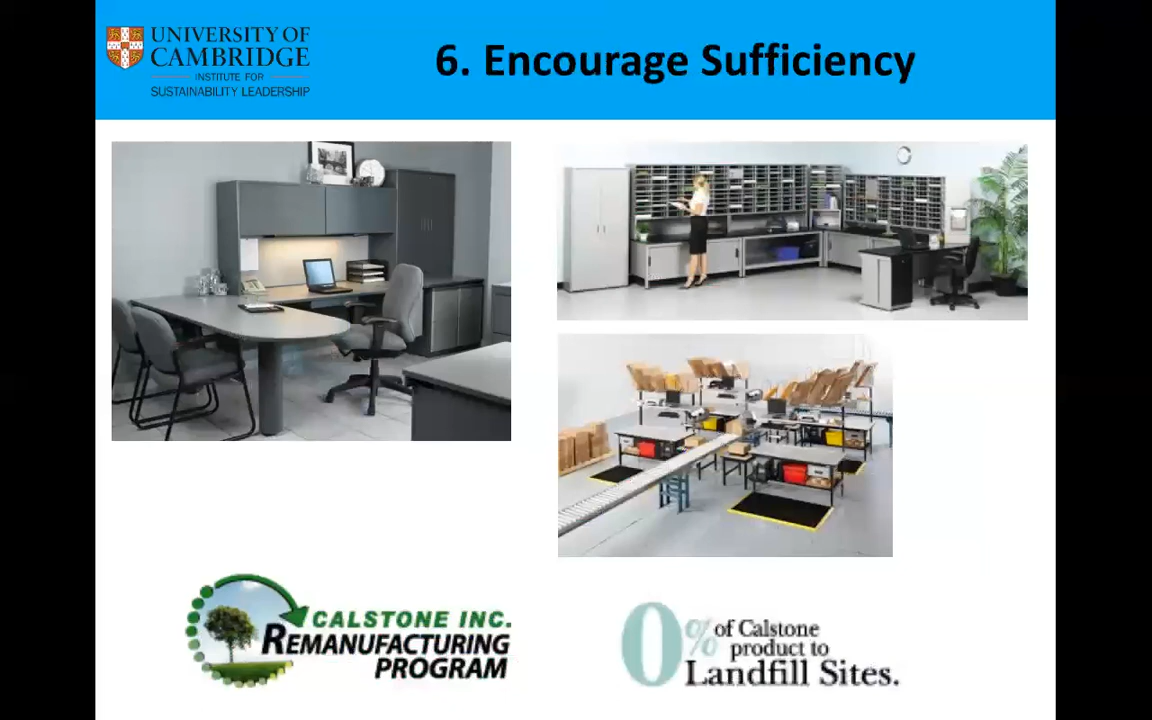 UNIVERSITY OF
CAMBRIDGE
INSTITUTE FOR
SUSTAINABILITY LEADERSHIP
6. Encourage Sufficiency
CALSTONE INC.
REMANUFACTURING
PROGRAM
0% of Calstone
product to
Landfill Sites.